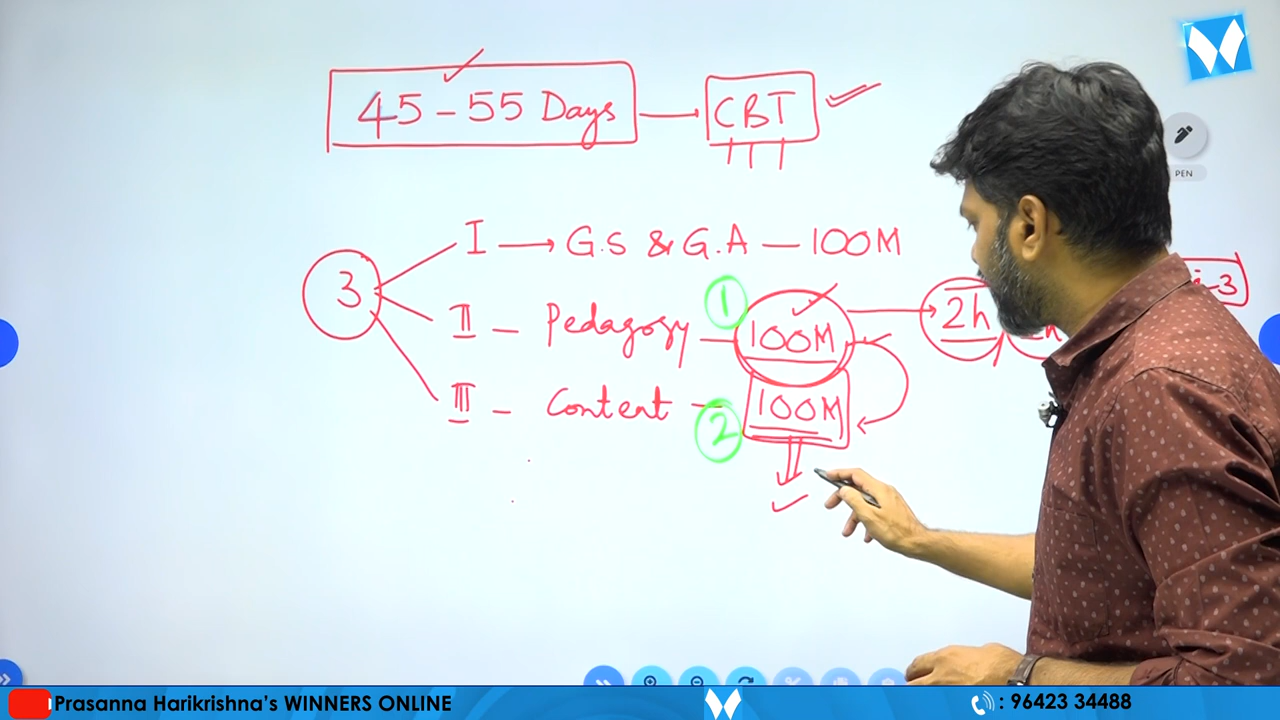 45-55 Days → CBT
3
I → G.S & G.A - 100M
II - Pedagogy - 100M → 2h
III - Content - 100M
1
2
PEN
Prasanna Harikrishna's WINNERS ONLINE
: 96423 34488